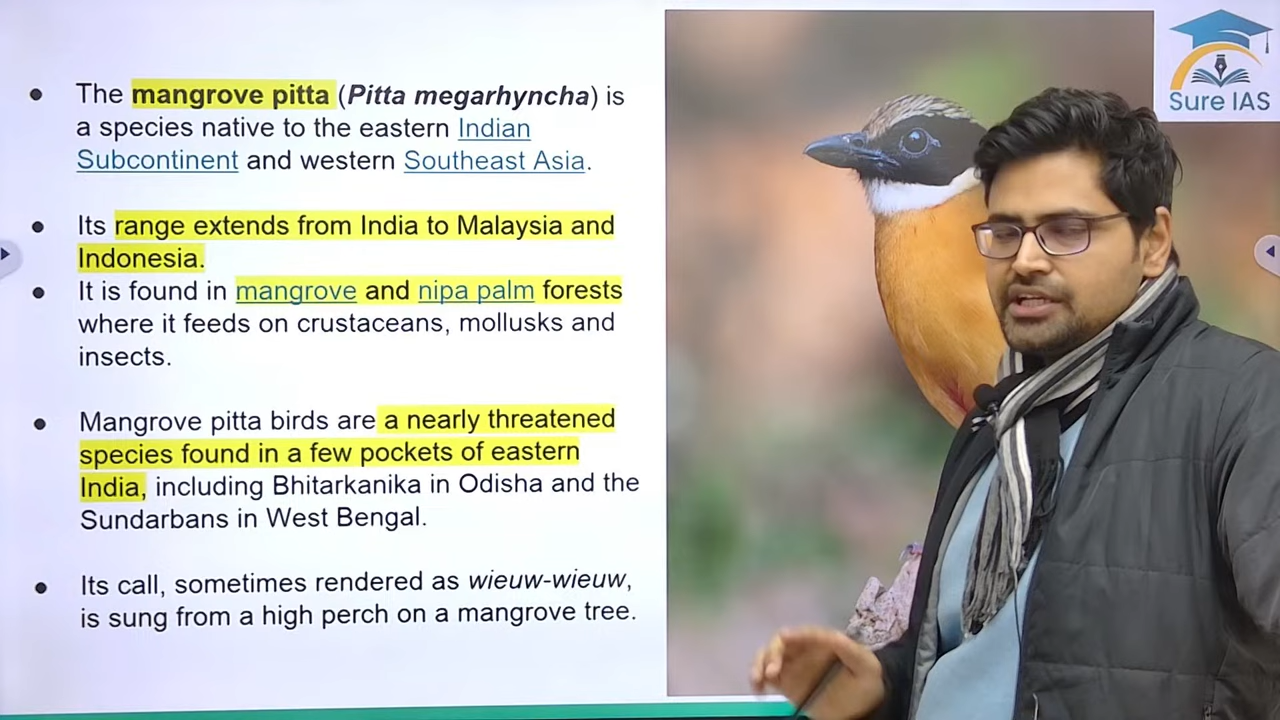 The mangrove pitta (Pitta megarhyncha) is
a species native to the eastern Indian
Subcontinent and western Southeast Asia.
Its range extends from India to Malaysia and
Indonesia.
It is found in mangrove and nipa palm forests
where it feeds on crustaceans, mollusks and
insects.
Mangrove pitta birds are a nearly threatened
species found in a few pockets of eastern
India, including Bhitarkanika in Odisha and the
Sundarbans in West Bengal.
Its call, sometimes rendered as wieuw-wieuw,
is sung from a high perch on a mangrove tree.
Sure IAS